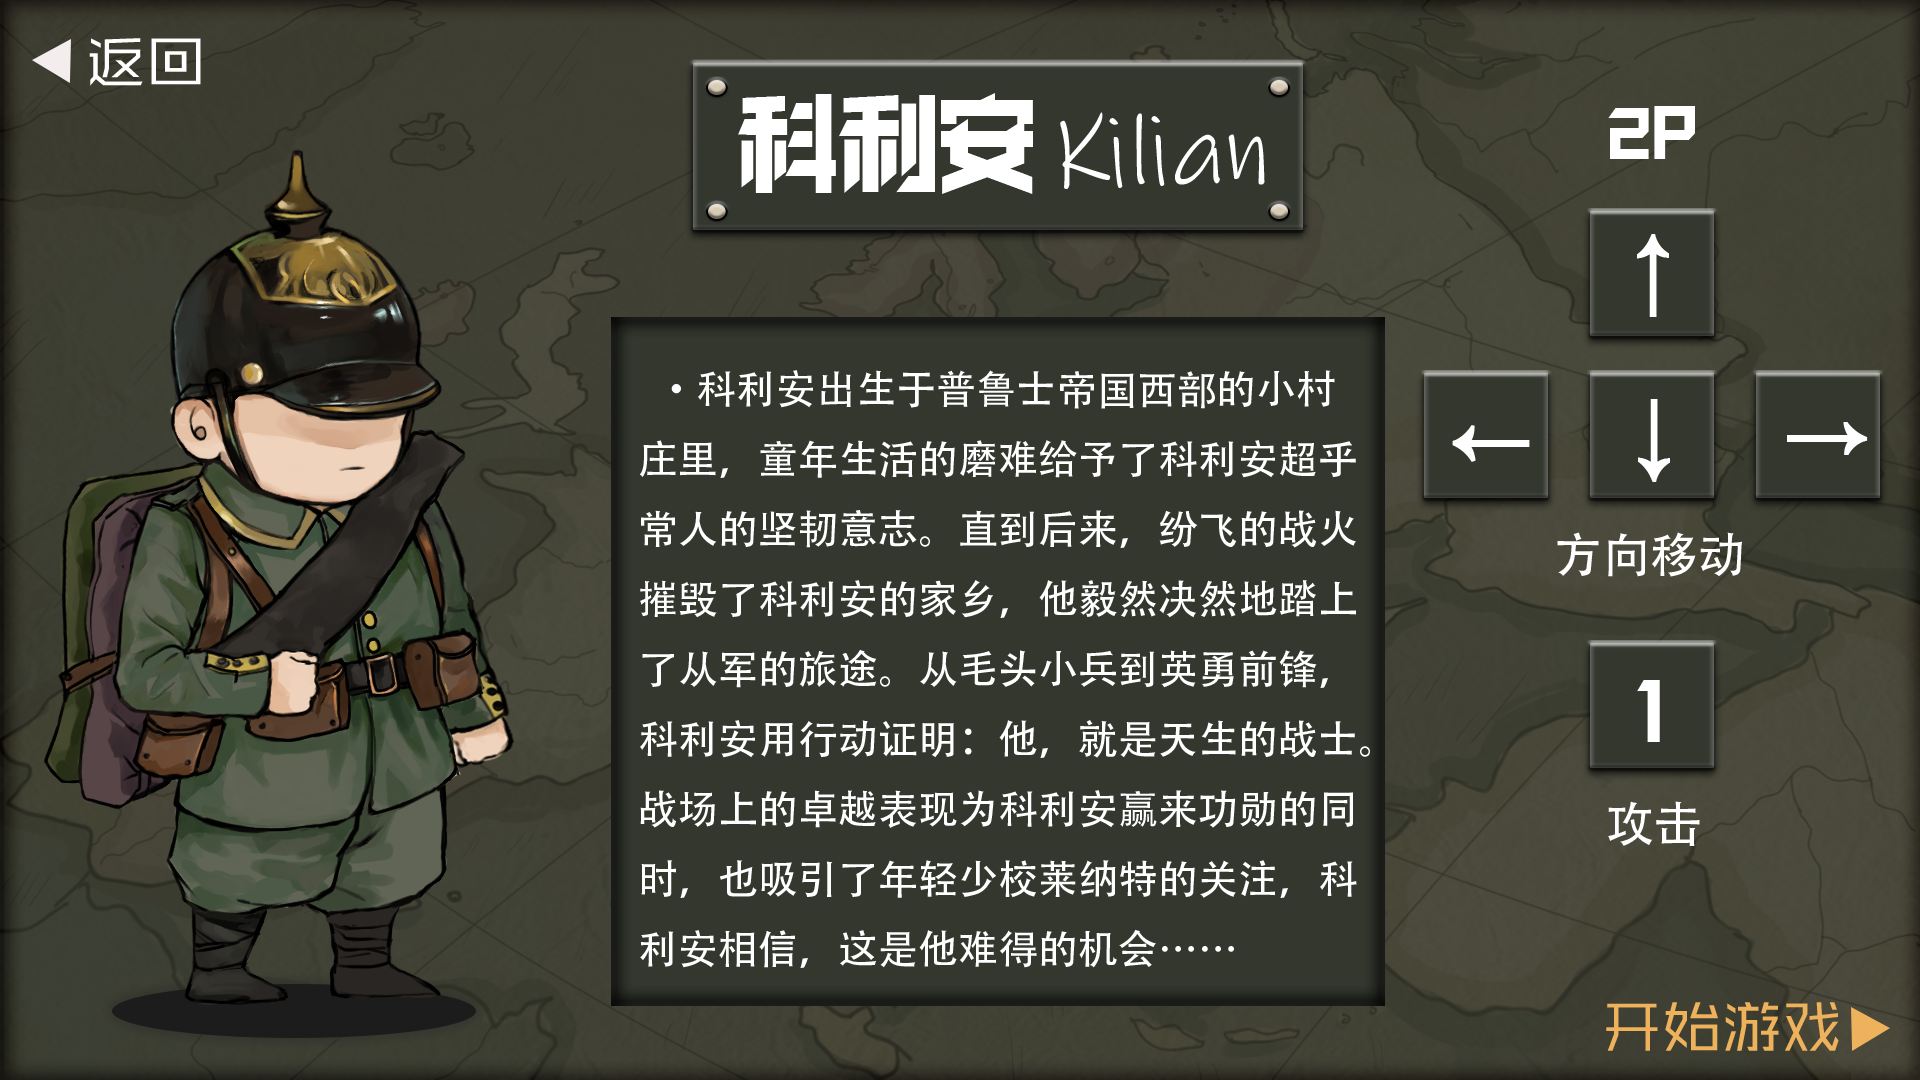 返回
科利安 Kilian
2P
↑
← ↓ →
方向移动
1
攻击
·科利安出生于普鲁士帝国西部的小村
庄里，童年生活的磨难给予了科利安超乎
常人的坚韧意志。直到后来，纷飞的战火
摧毁了科利安的家乡，他毅然决然地踏上
了从军的旅途。从毛头小兵到英勇前锋，
科利安用行动证明：他，就是天生的战士。
战场上的卓越表现为科利安赢来功勋的同
时，也吸引了年轻少校莱纳特的关注，科
利安相信，这是他难得的机会……
开始游戏